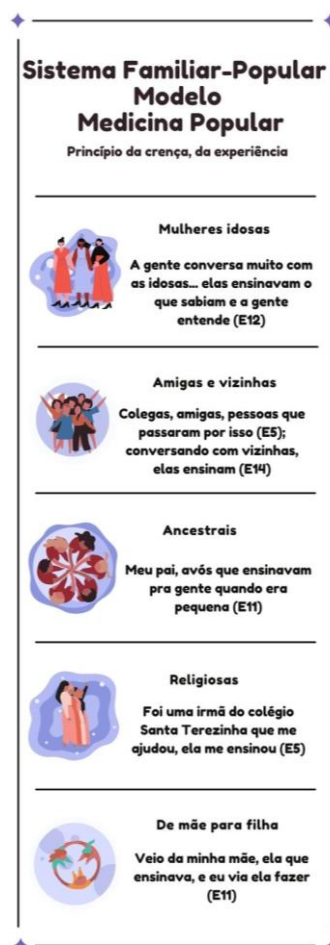 Sistema Familiar-Popular
Modelo
Medicina Popular
Princípio da crença, da experiência
Mulheres idosas
A gente conversa muito com
as idosas... elas ensinavam o
que sabiam e a gente
entende (E12)
Amigas e vizinhas
Colegas, amigas, pessoas que
passaram por isso (E5);
conversando com vizinhas,
elas ensinam (E14)
Ancestrais
Meu pai, avós que ensinavam
pra gente quando era
pequena (E11)
Religiosas
Foi uma irmã do colégio
Santa Terezinha que me
ajudou, ela me ensinou (E5)
De mãe para filha
Veio da minha mãe, ela que
ensinava, e eu via ela fazer
(E11)